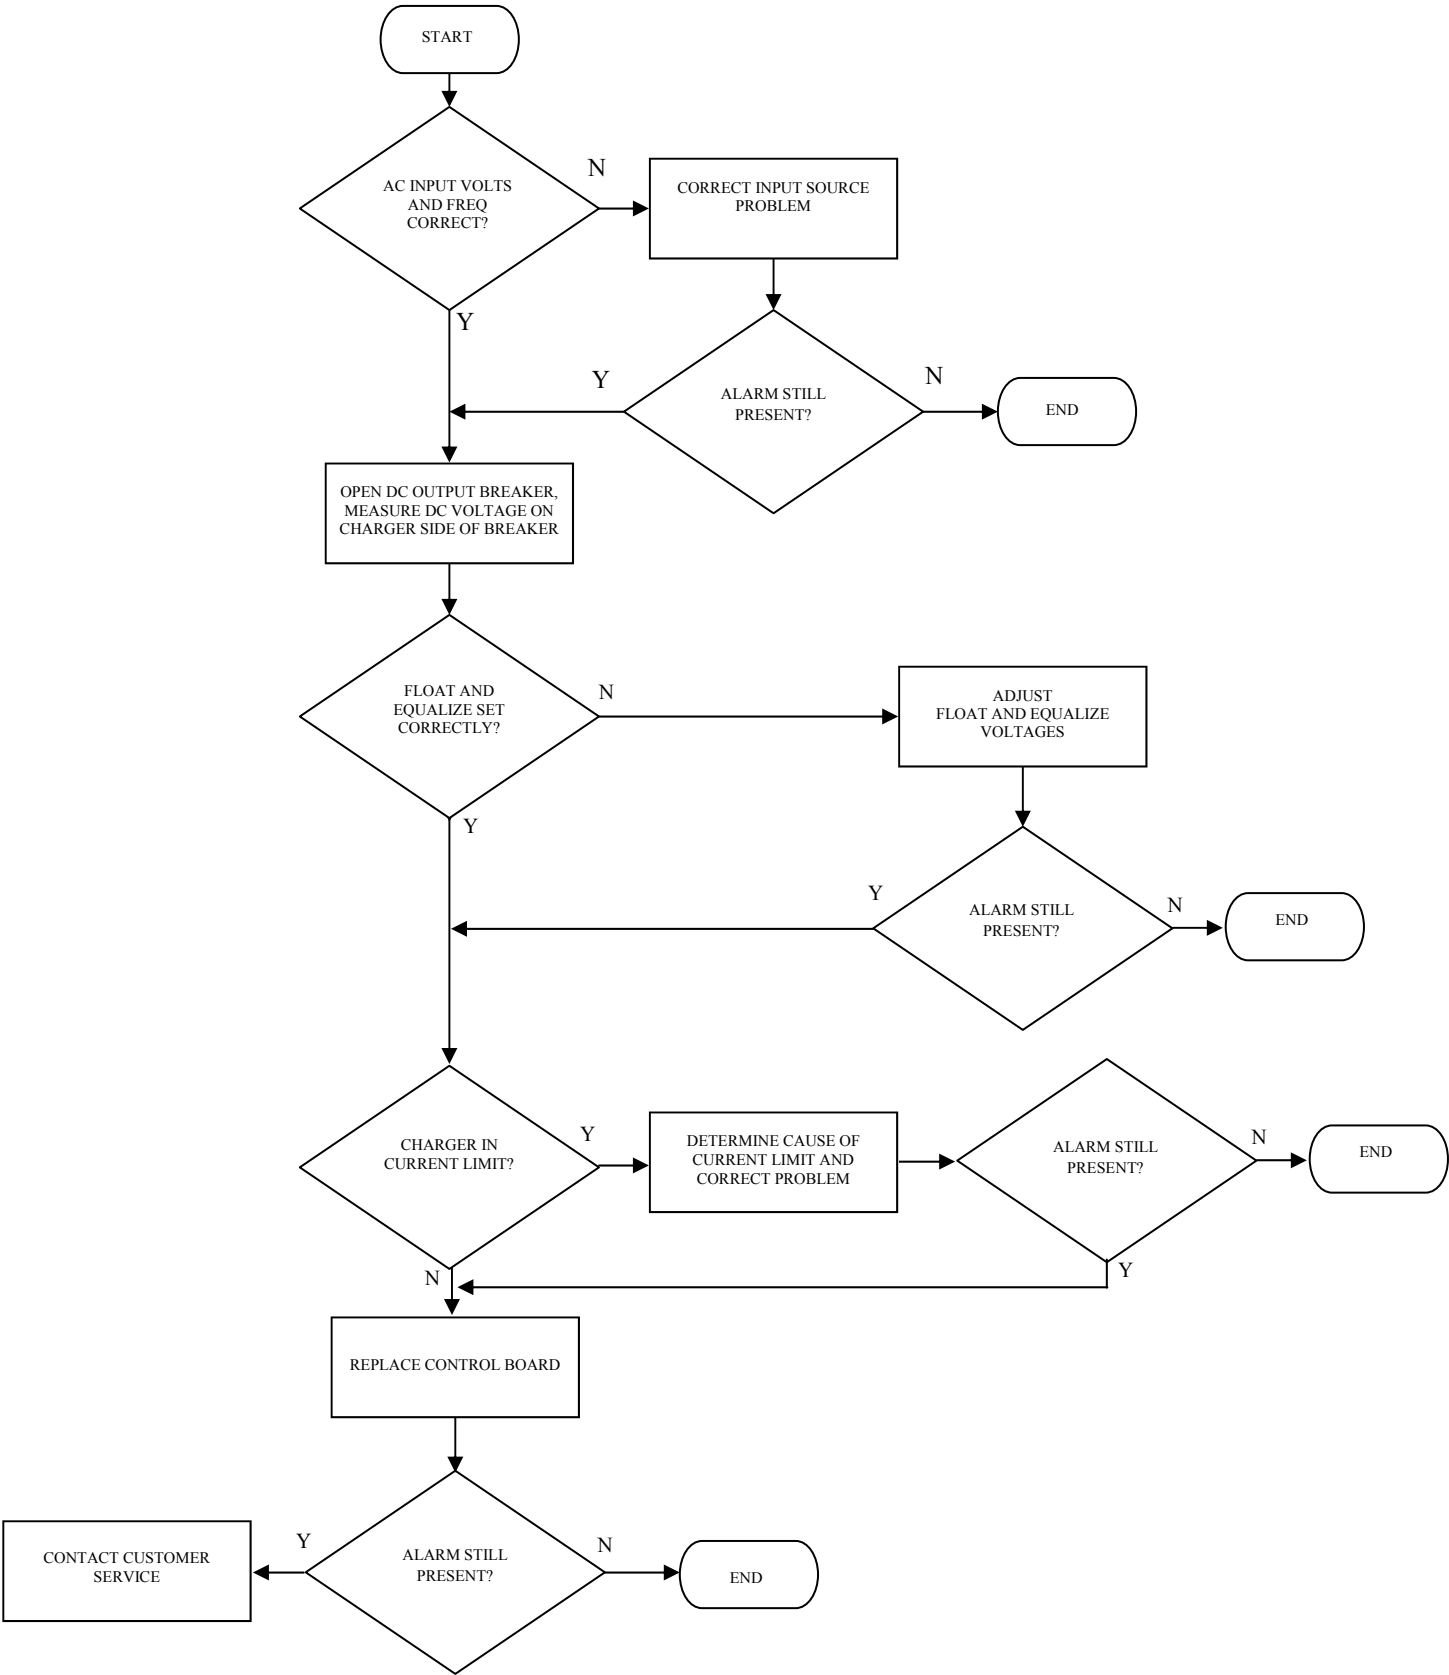 START
AC INPUT VOLTS
AND FREQ
CORRECT?
N
CORRECT INPUT SOURCE
PROBLEM
Y
ALARM STILL
PRESENT?
Y
N
END
OPEN DC OUTPUT BREAKER,
MEASURE DC VOLTAGE ON
CHARGER SIDE OF BREAKER
FLOAT AND
EQUALIZE SET
CORRECTLY?
N
ADJUST
FLOAT AND EQUALIZE
VOLTAGES
Y
Y
ALARM STILL
PRESENT?
N
END
CHARGER IN
CURRENT LIMIT?
Y
DETERMINE CAUSE OF
CURRENT LIMIT AND
CORRECT PROBLEM
ALARM STILL
PRESENT?
N
END
N
Y
REPLACE CONTROL BOARD
ALARM STILL
PRESENT?
Y
CONTACT CUSTOMER
SERVICE
N
END